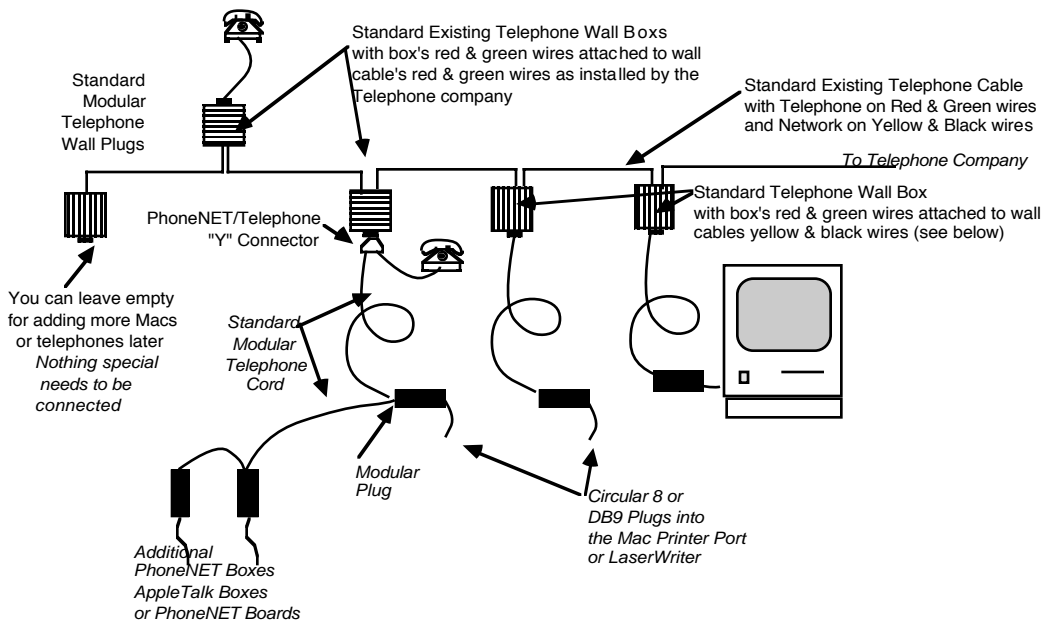 Standard Existing Telephone Wall Boxs
with box's red & green wires attached to wall
cable's red & green wires as installed by the
Telephone company
Standard
Modular
Telephone
Wall Plugs
Standard Existing Telephone Cable
with Telephone on Red & Green wires
and Network on Yellow & Black wires
To Telephone Company
PhoneNET/Telephone
"Y" Connector
Standard Telephone Wall Box
with box's red & green wires attached to wall
cables yellow & black wires (see below)
You can leave empty
for adding more Macs
or telephones later
Nothing special
needs to be
connected
Standard
Modular
Telephone
Cord
Modular
Plug
Circular 8 or
DB9 Plugs into
the Mac Printer Port
or LaserWriter
Additional
PhoneNET Boxes
AppleTalk Boxes
or PhoneNET Boards